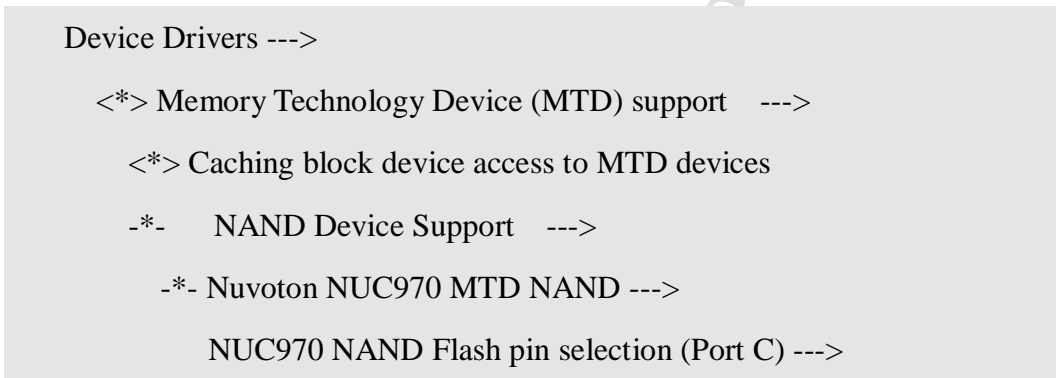 Device Drivers --->
<*> Memory Technology Device (MTD) support --->
<*> Caching block device access to MTD devices
-*- NAND Device Support --->
-*- Nuvoton NUC970 MTD NAND --->
NUC970 NAND Flash pin selection (Port C) --->